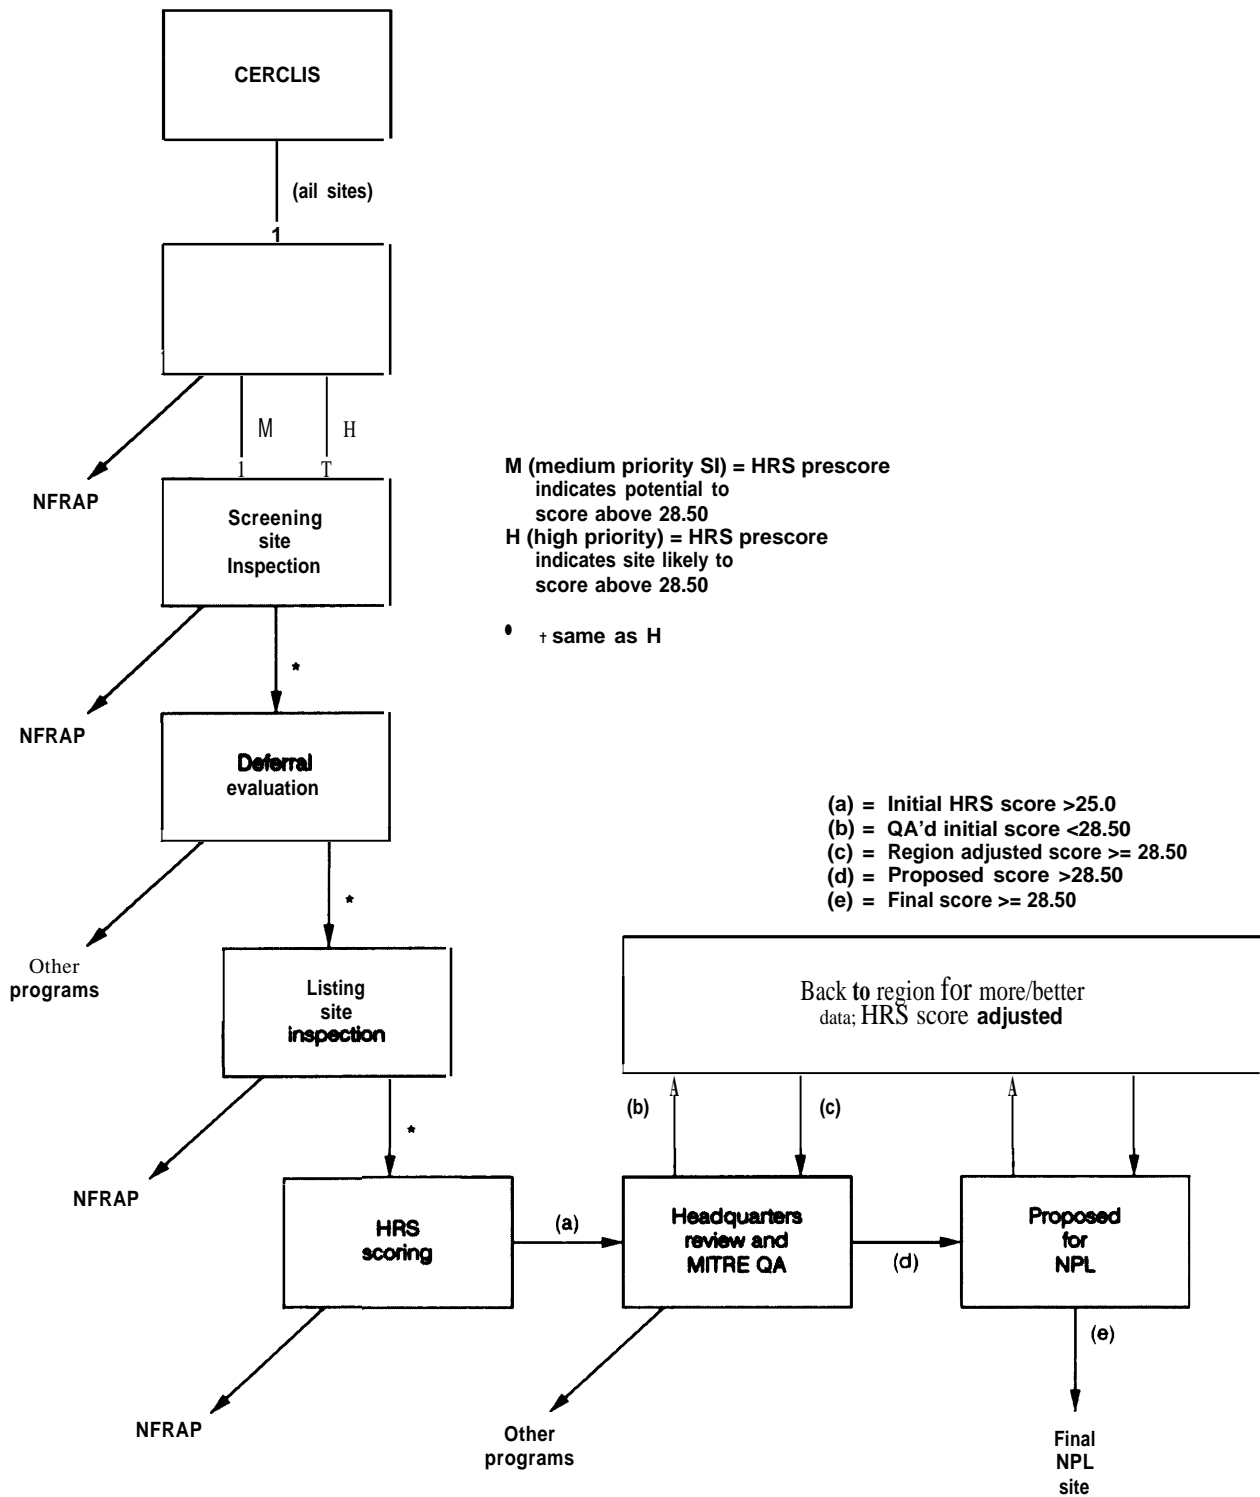 CERCLIS
(ail sites)
1
M
H
1
T
NFRAP
Screening
site
Inspection
M (medium priority SI) = HRS prescore
indicates potential to
score above 28.50
H (high priority) = HRS prescore
indicates site likely to
score above 28.50
• † same as H
*
NFRAP
Deferral
evaluation
(a) = Initial HRS score >25.0
(b) = QA'd initial score <28.50
(c) = Region adjusted score >= 28.50
(d) = Proposed score >28.50
(e) = Final score >= 28.50
*
Other
programs
Listing
site
inspection
Back to region for more/better
data; HRS score adjusted
A
A
(b)
(c)
*
NFRAP
HRS
scoring
(a)
Headquarters
review and
MITRE QA
(d)
Proposed
for
NPL
(e)
NFRAP
Other
programs
Final
NPL
site